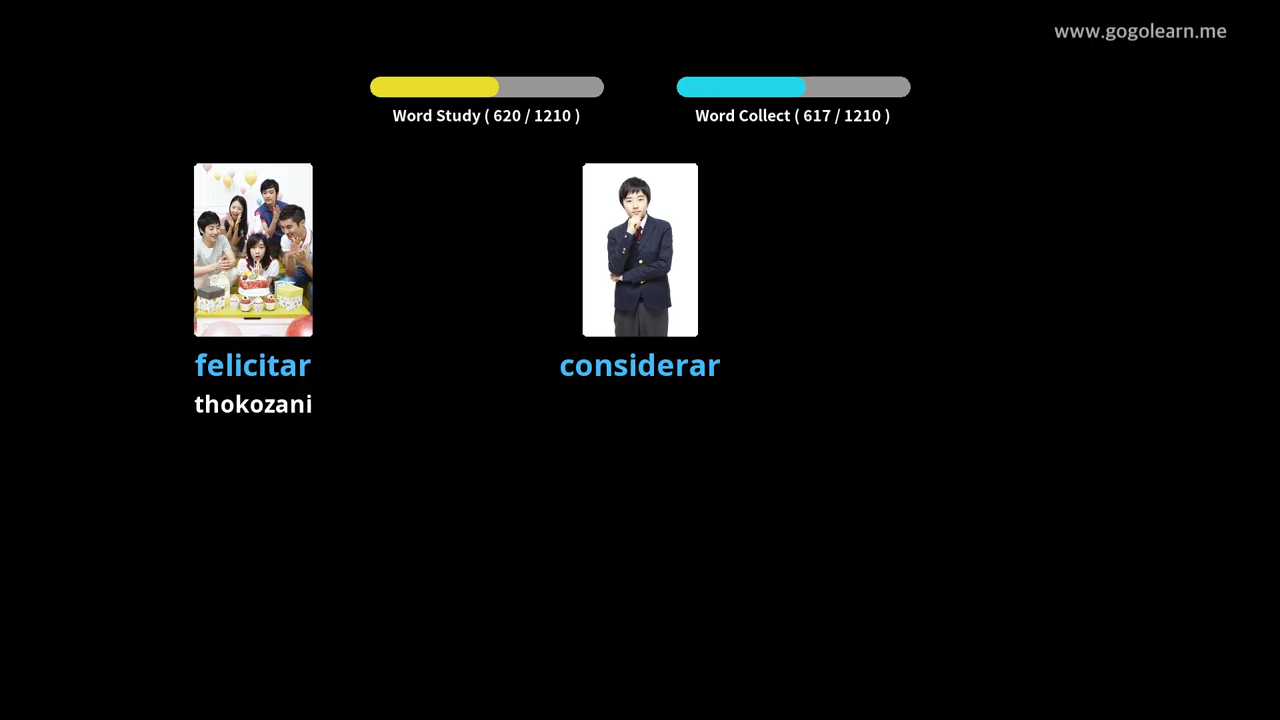 www.gogolearn.me
Word Study ( 620 / 1210 )
Word Collect ( 617 / 1210 )
felicitar
thokozani
considerar